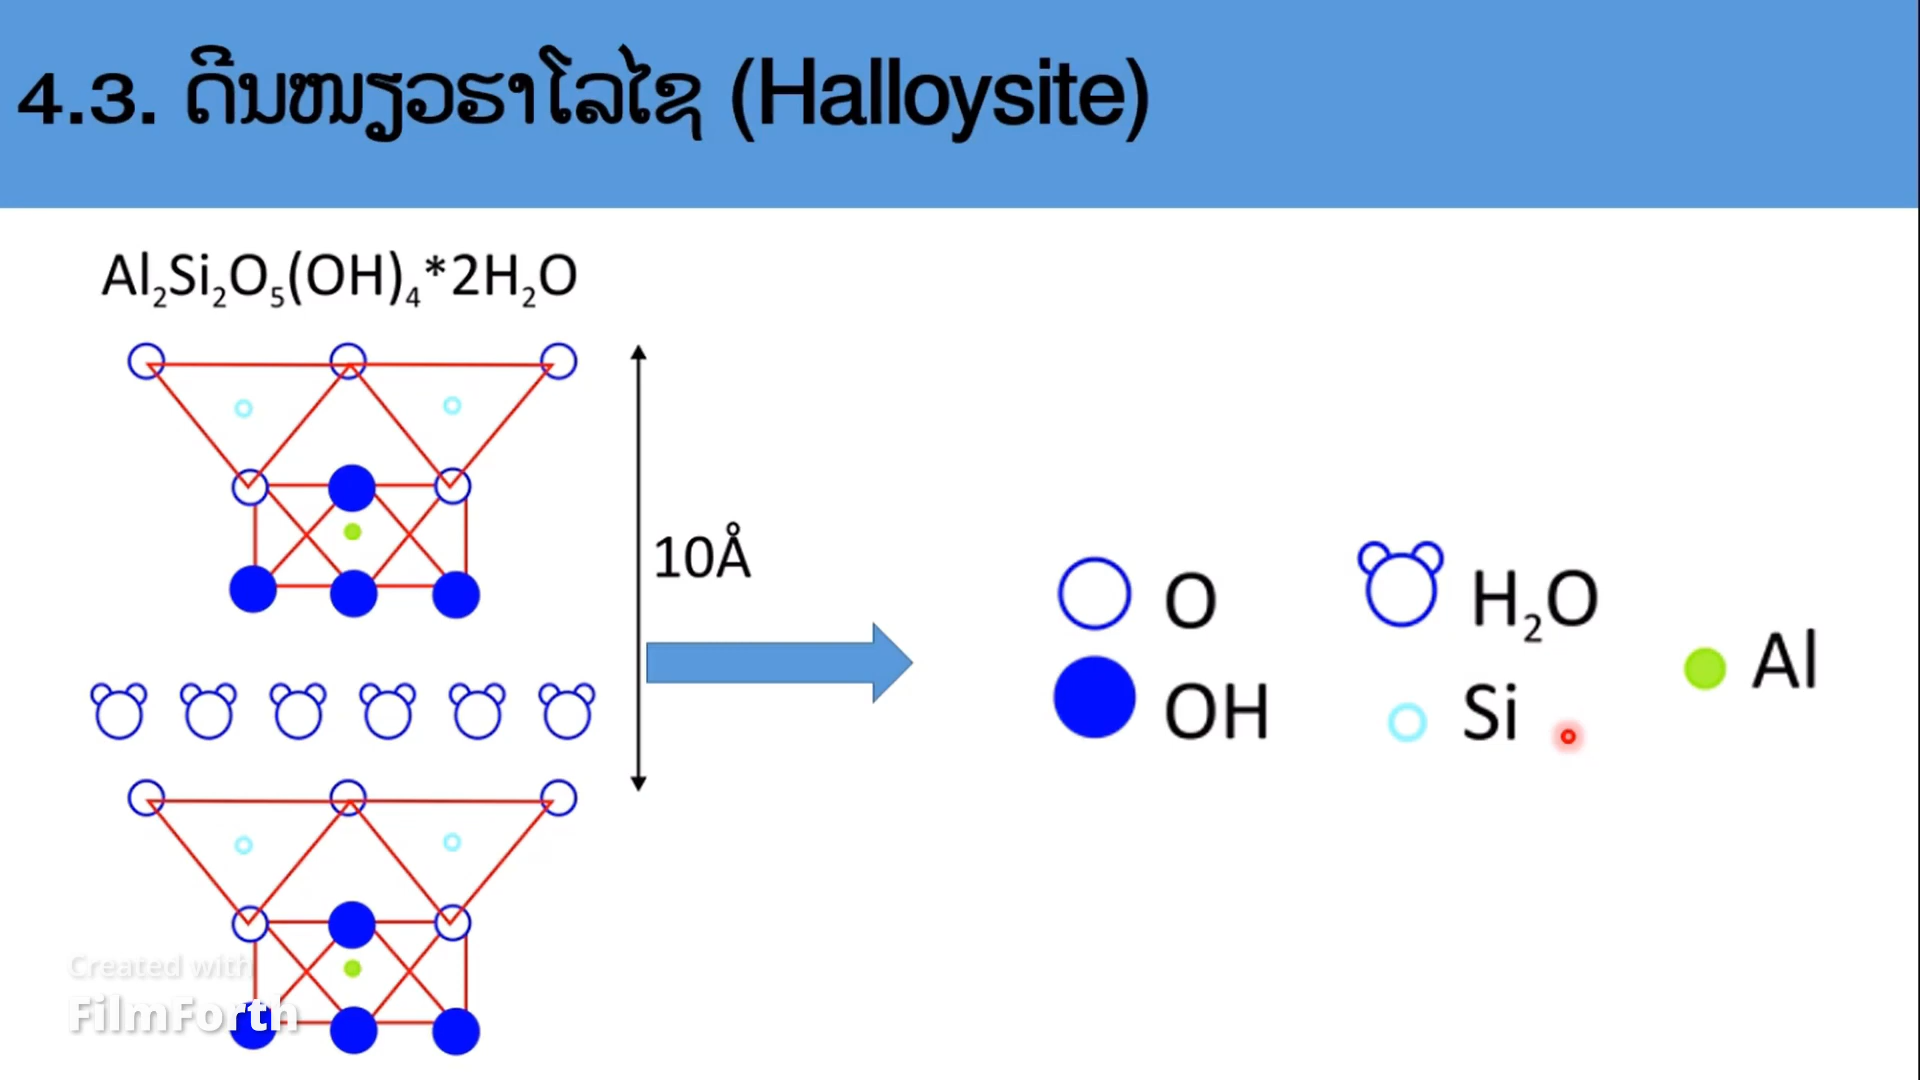 4.3. ດິນໜຽວຮາໂລໄຊ (Halloysite)
Al₂Si₂O₅(OH)₄*2H₂O
10Å
O
H₂O
Al
OH
Si
Created with
FilmForth